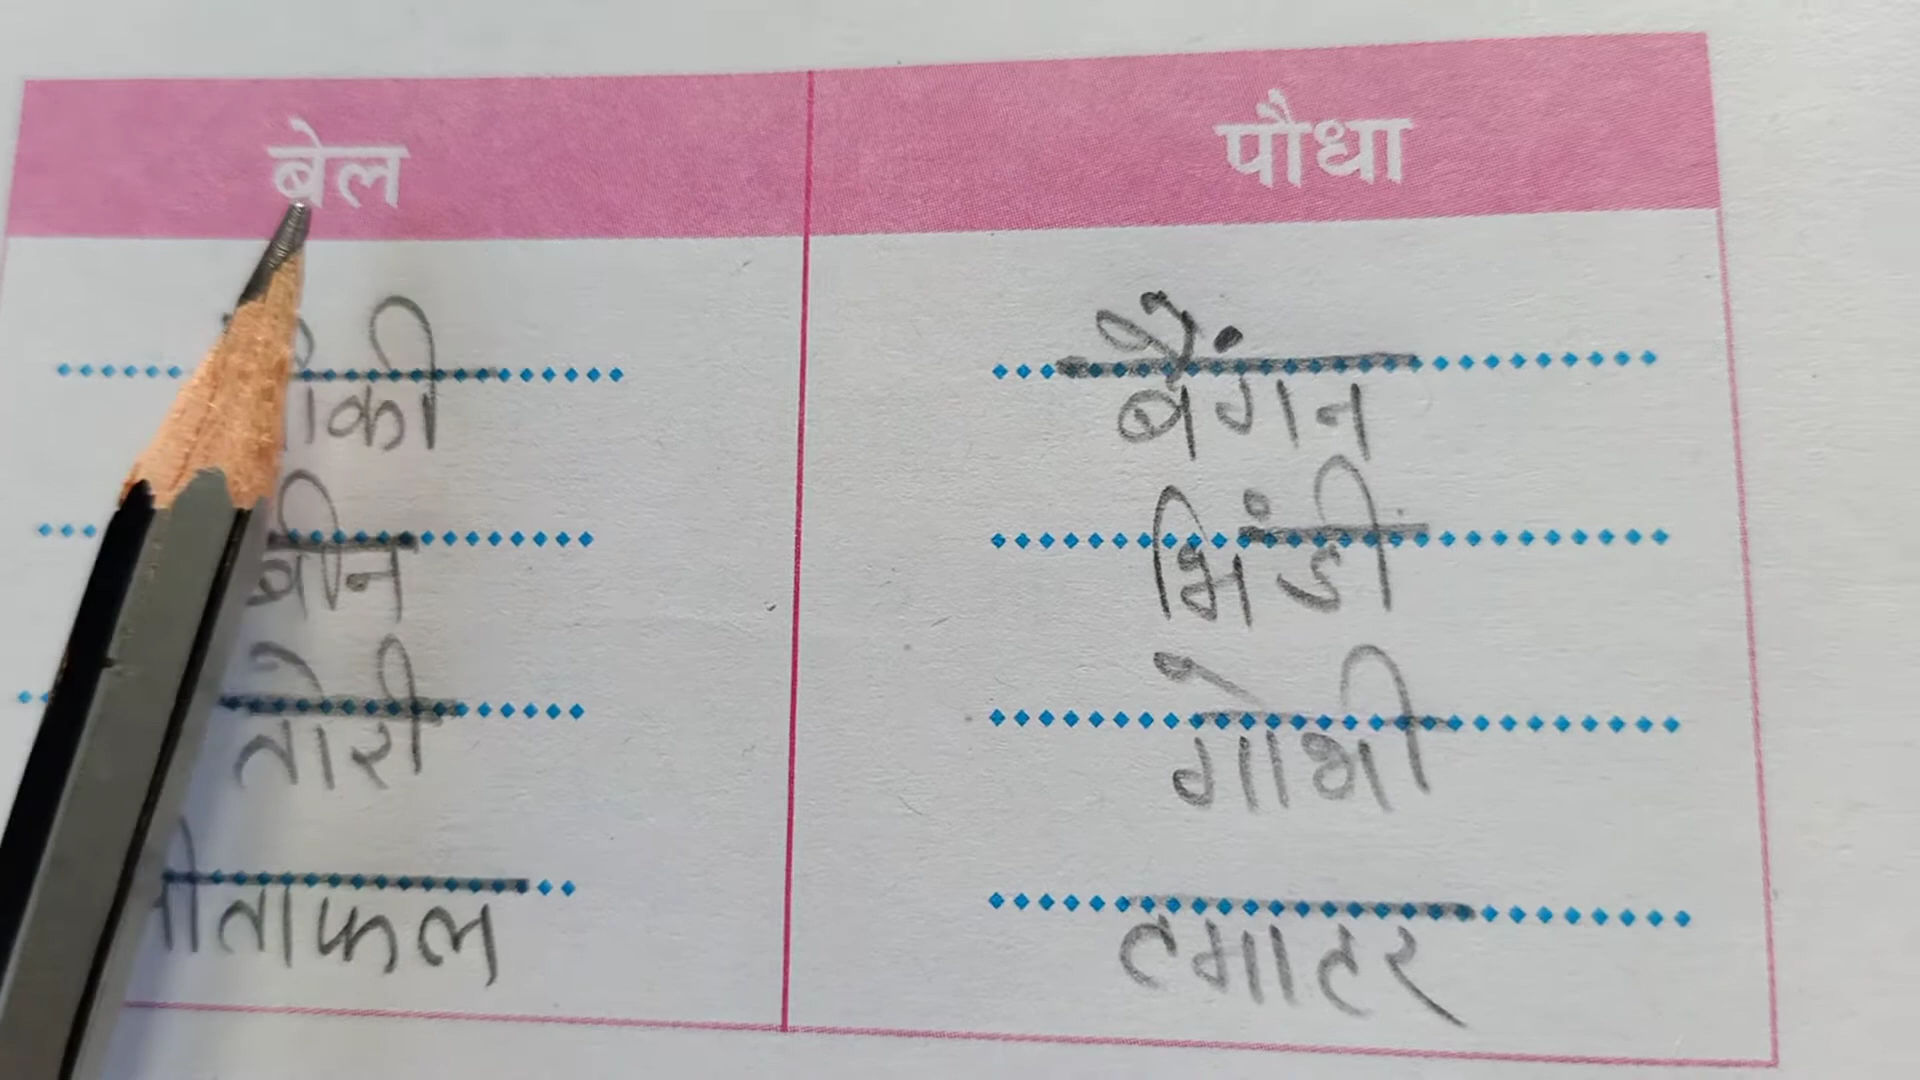 बेल पौधा
बैंगन
बीन भिंडी
तोरी गोभी
टमाटर